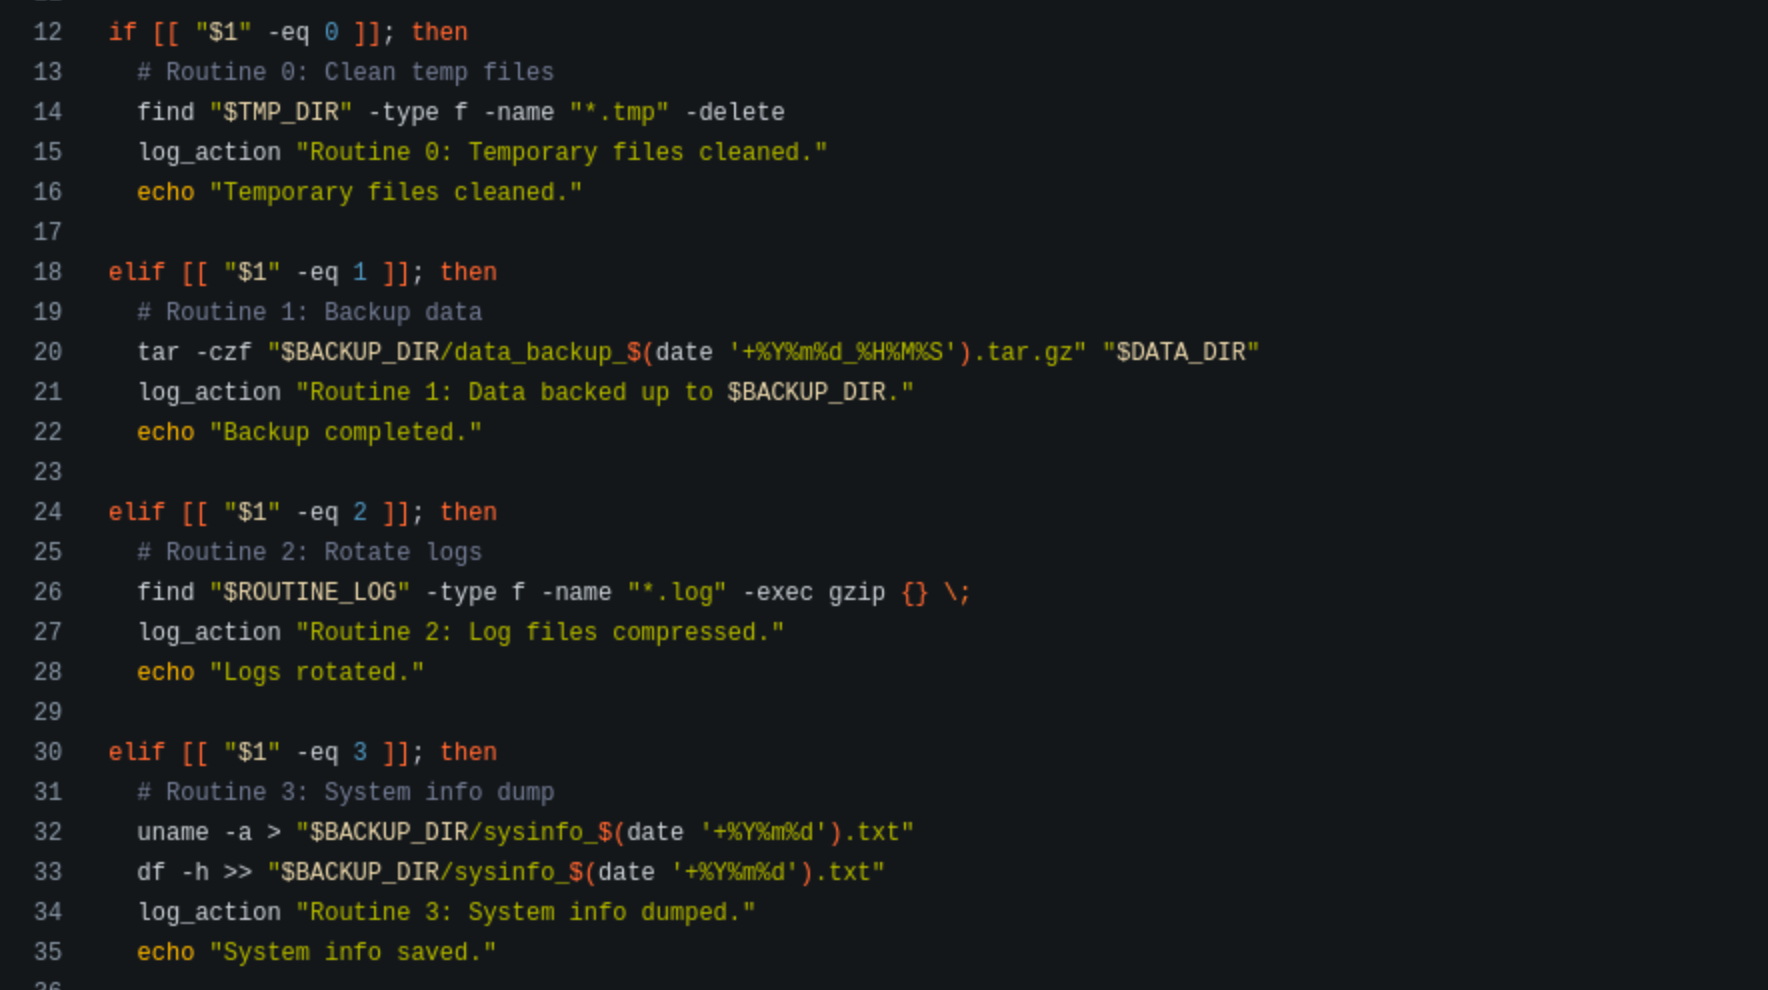 12 if [[ "$1" -eq 0 ]]; then
13   # Routine 0: Clean temp files
14   find "$TMP_DIR" -type f -name "*.tmp" -delete
15   log_action "Routine 0: Temporary files cleaned."
16   echo "Temporary files cleaned."
17
18 elif [[ "$1" -eq 1 ]]; then
19   # Routine 1: Backup data
20   tar -czf "$BACKUP_DIR/data_backup_$(date '+%Y%m%d_%H%M%S').tar.gz" "$DATA_DIR"
21   log_action "Routine 1: Data backed up to $BACKUP_DIR."
22   echo "Backup completed."
23
24 elif [[ "$1" -eq 2 ]]; then
25   # Routine 2: Rotate logs
26   find "$ROUTINE_LOG" -type f -name "*.log" -exec gzip {} \;
27   log_action "Routine 2: Log files compressed."
28   echo "Logs rotated."
29
30 elif [[ "$1" -eq 3 ]]; then
31   # Routine 3: System info dump
32   uname -a > "$BACKUP_DIR/sysinfo_$(date '+%Y%m%d').txt"
33   df -h >> "$BACKUP_DIR/sysinfo_$(date '+%Y%m%d').txt"
34   log_action "Routine 3: System info dumped."
35   echo "System info saved."